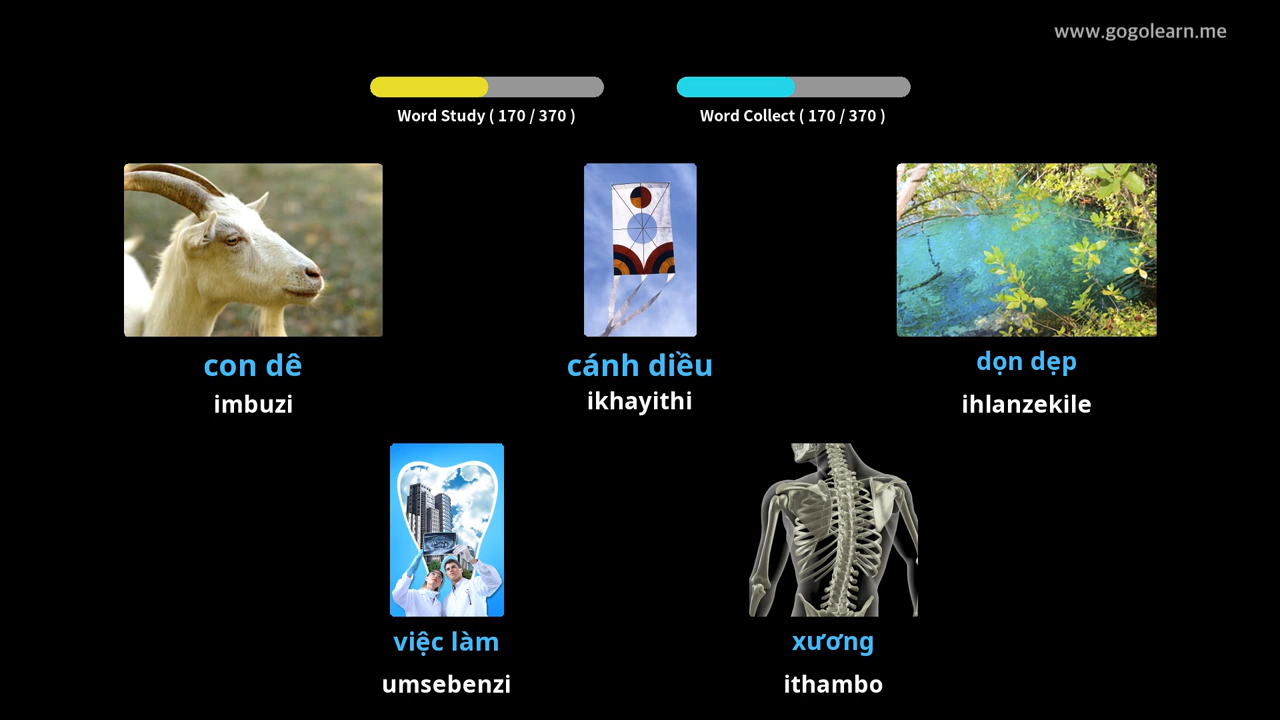 www.gogolearn.me
Word Study ( 170 / 370 )
Word Collect ( 170 / 370 )
con dê
imbuzi
cánh diều
ikhayithi
dọn dẹp
ihlanzekile
việc làm
umsebenzi
xương
ithambo